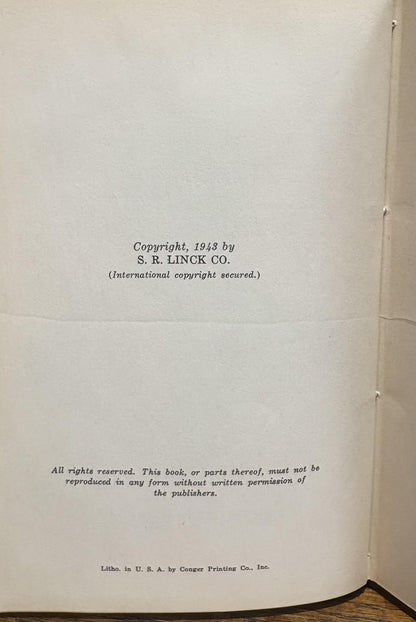 Copyright, 1943 by
S. R. LINCK CO.
(International copyright secured.)
All rights reserved. This book, or parts thereof, must not be
reproduced in any form without written permission of
the publishers.
Litho. in U. S. A. by Conger Printing Co., Inc.